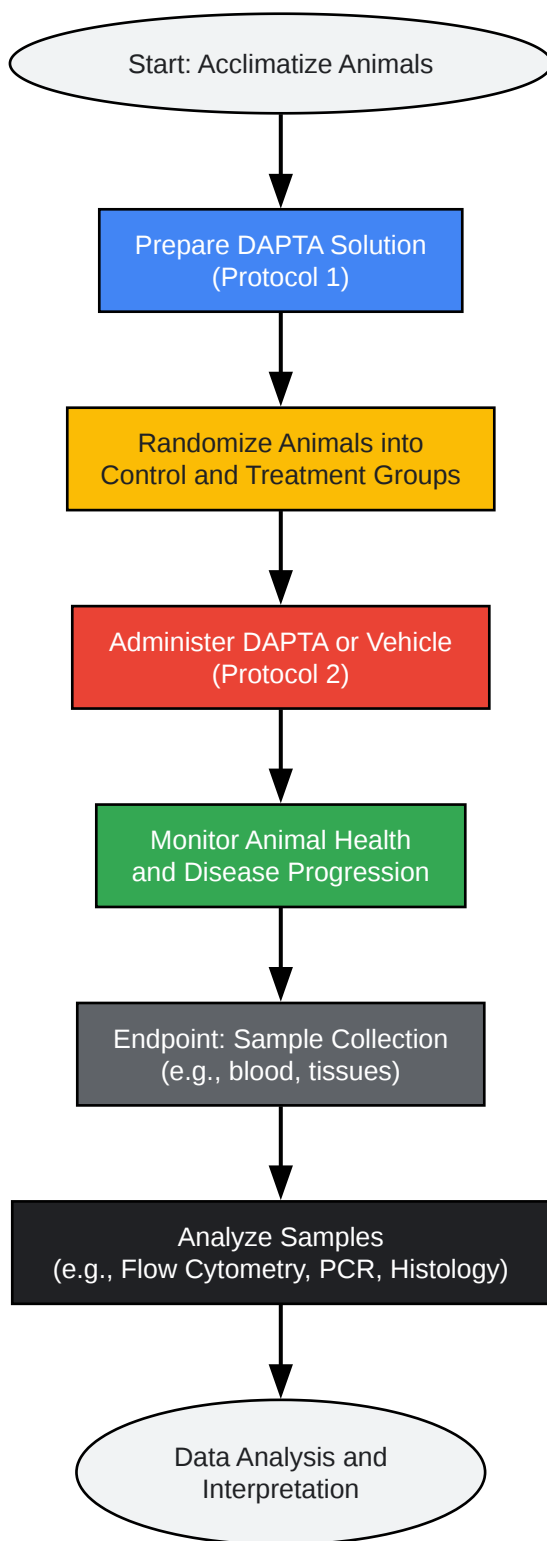 Start: Acclimatize Animals
Prepare DAPTA Solution
(Protocol 1)
Randomize Animals into
Control and Treatment Groups
Administer DAPTA or Vehicle
(Protocol 2)
Monitor Animal Health
and Disease Progression
Endpoint: Sample Collection
(e.g., blood, tissues)
Analyze Samples
(e.g., Flow Cytometry, PCR, Histology)
Data Analysis and
Interpretation